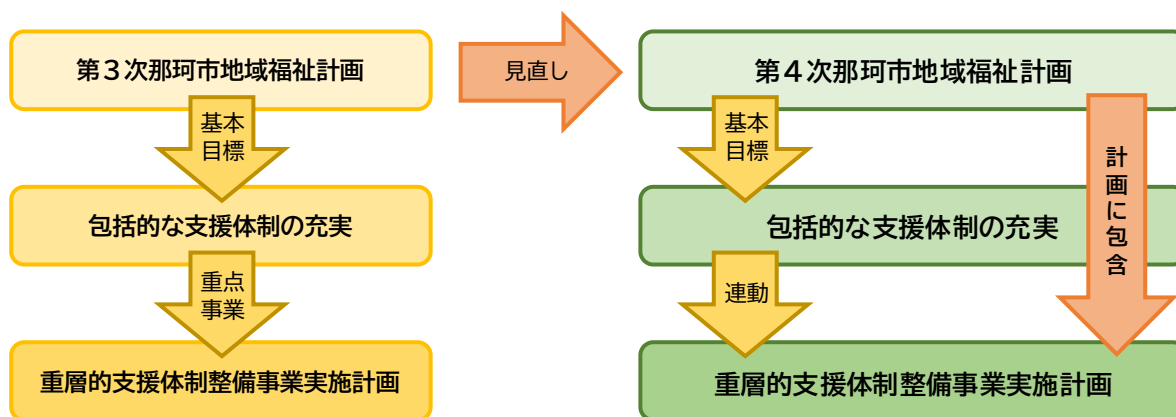 第３次那珂市地域福祉計画
見直し
第４次那珂市地域福祉計画
基本
目標
基本
目標
計画に包含
包括的な支援体制の充実
包括的な支援体制の充実
重点
事業
連動
重層的支援体制整備事業実施計画
重層的支援体制整備事業実施計画